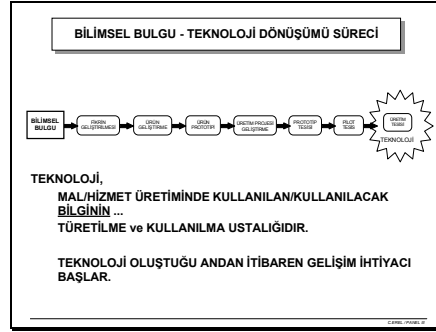 BİLİMSEL BULGU - TEKNOLOJİ DÖNÜŞÜMÜ SÜRECİ
BİLİMSEL
BULGU
FİKRİN
GELİŞTİRİLMESİ
ÜRÜN
GELİŞTİRME
ÜRÜN
PROTOTİPİ
ÜRETİM PROJESİ
GELİŞTİRME
PROTOTİP
TESİSİ
PİLOT
TESİS
ÜRETİM
TESİSİ
TEKNOLOJİ
TEKNOLOJİ,
MAL/HİZMET ÜRETİMİNDE KULLANILAN/KULLANILACAK
BİLGİNİN ...
TÜRETİLME ve KULLANILMA USTALIĞIDIR.
TEKNOLOJİ OLUŞTUĞU ANDAN İTİBAREN GELİŞİM İHTİYACI
BAŞLAR.